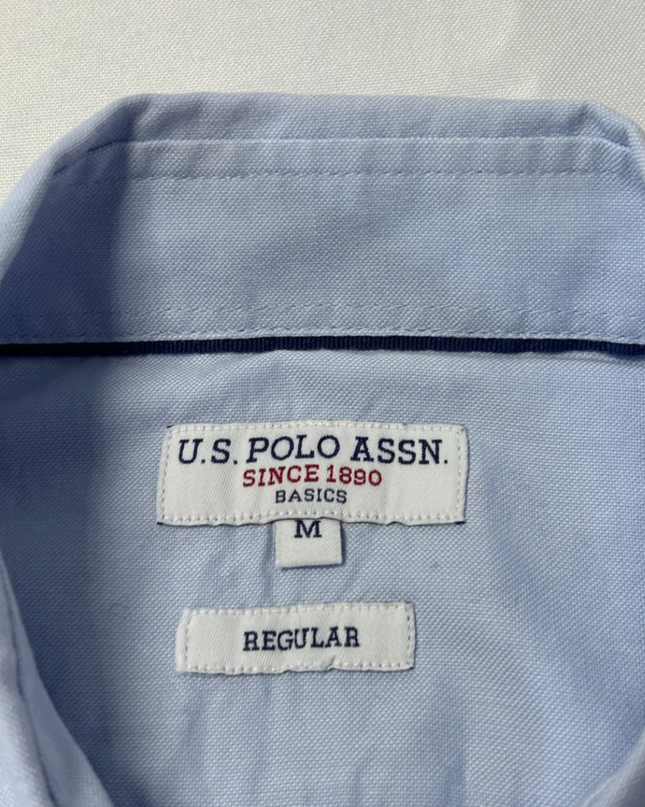 U.S. POLO ASSN.
SINCE 1890
BASICS
M
REGULAR